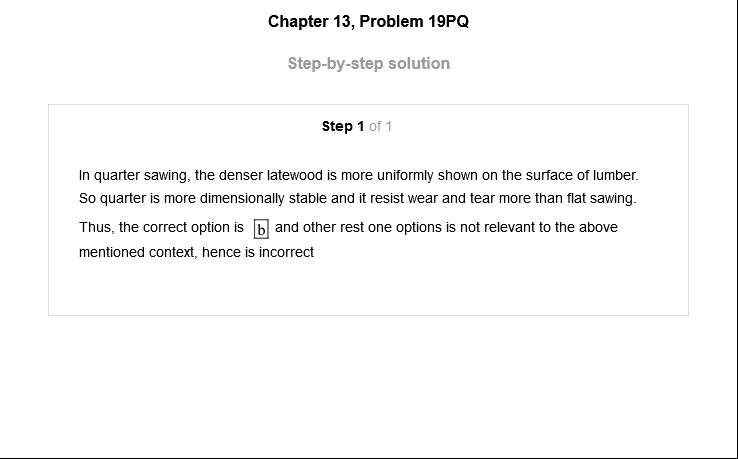 Chapter 13, Problem 19PQ
Step-by-step solution
Step 1 of 1
In quarter sawing, the denser latewood is more uniformly shown on the surface of lumber.
So quarter is more dimensionally stable and it resist wear and tear more than flat sawing.
Thus, the correct option is b and other rest one options is not relevant to the above
mentioned context, hence is incorrect